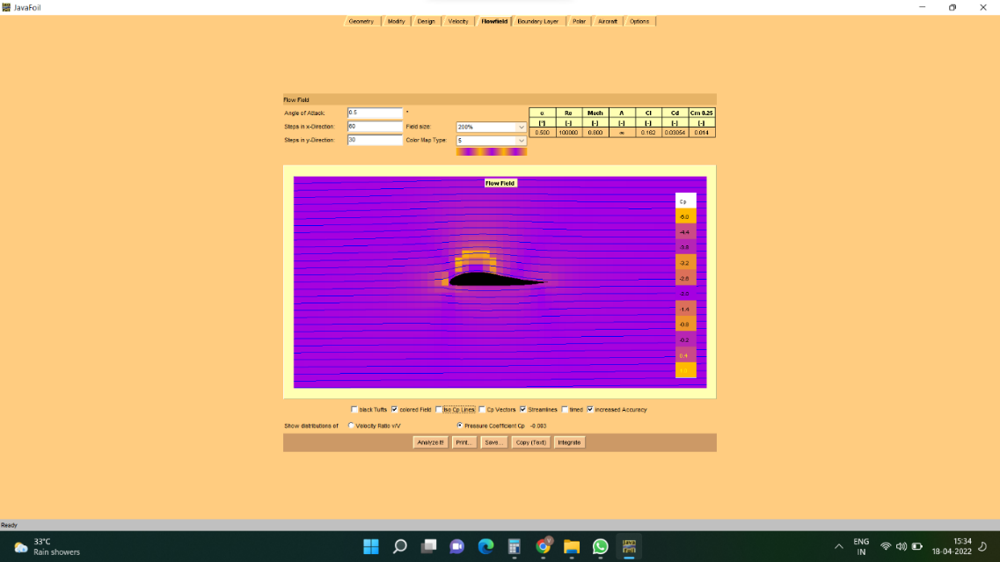 JavaFoil
Geometry Modify Design Velocity Flowfield Boundary Layer Polar Aircraft Options
Flow Field
Angle of Attack: 0.5 °
Steps in x-Direction: 60 Field size: 200%
Steps in y-Direction: 30 Color Map Type: 5
α Re Mach A Cl Cd Cm 0.25
[°] [-] [-] [-] [-] [-] [-]
0.500 100000 0.000 ∞ 0.162 0.03054 0.014
Flow Field
Cp
-5.0
-4.4
-3.8
-3.2
-2.6
-2.0
-1.4
-0.8
-0.2
0.4
1.0
black Tufts colored Field Iso Cp Lines Cp Vectors Streamlines timed increased Accuracy
Show distributions of Velocity Ratio v/V Pressure Coefficient Cp -0.003
Analyze It! Print... Save... Copy (Text) Integrate
Ready
33°C
Rain showers
ENG
IN
15:34
18-04-2022